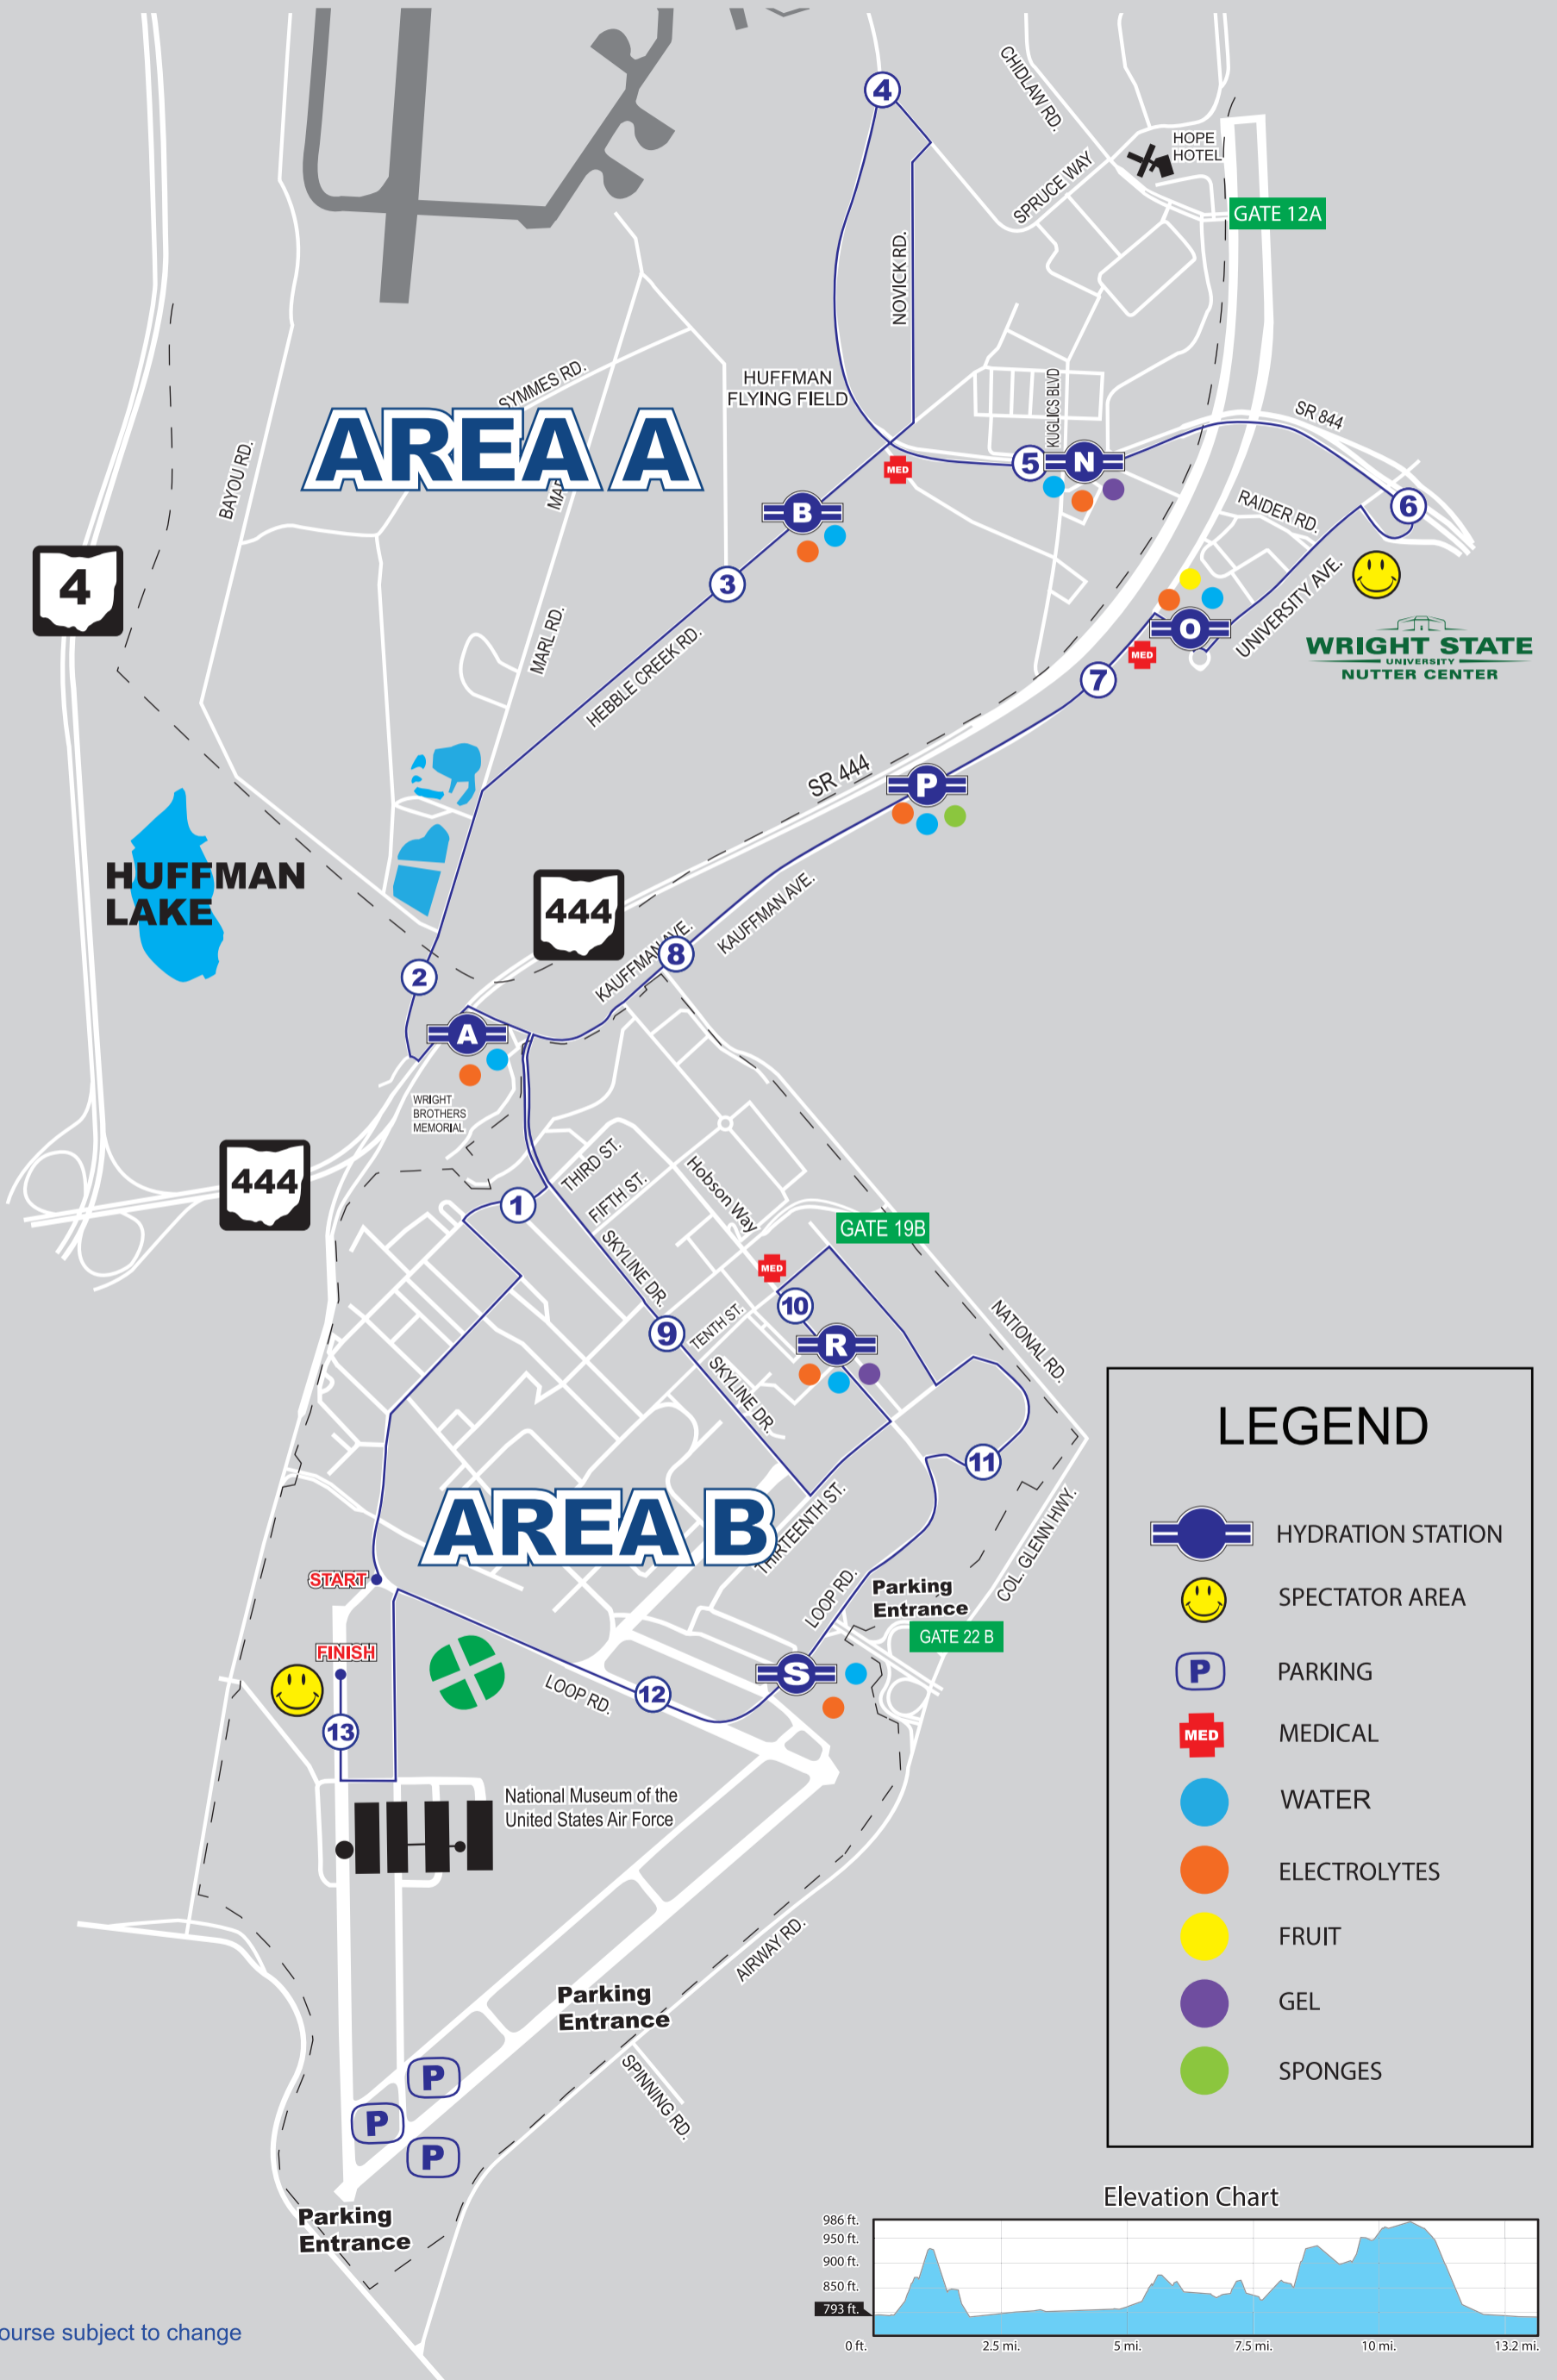 4
CHIDLAW RD.
HOPE
HOTEL
SPRUCE WAY
GATE 12A
NOVICK RD.
SYMMES RD.
HUFFMAN
FLYING FIELD
KUGLICS BLVD
SR 844
AREA A
BAYOU RD.
MAR
5
N
MED
6
B
RAIDER RD.
4
3
UNIVERSITY AVE.
O
MED
WRIGHT STATE
UNIVERSITY
NUTTER CENTER
MARL RD.
HEBBLE CREEK RD.
7
SR 444
P
HUFFMAN
LAKE
444
KAUFFMAN AVE.
KAUFFMAN AVE.
8
2
A
WRIGHT
BROTHERS
MEMORIAL
444
THIRD ST.
FIFTH ST.
Hobson Way
1
GATE 19B
SKYLINE DR.
MED
10
NATIONAL RD.
9
TENTH ST.
R
SKYLINE DR.
11
AREA B
THIRTEENTH ST.
COL. GLENN HWY.
START
LOOP RD.
Parking
Entrance
GATE 22 B
FINISH
S
LOOP RD.
12
13
National Museum of the
United States Air Force
AIRWAY RD.
Parking
Entrance
SPINNING RD.
P
P
P
Parking
Entrance
LEGEND
HYDRATION STATION
SPECTATOR AREA
P PARKING
MED MEDICAL
WATER
ELECTROLYTES
FRUIT
GEL
SPONGES
Elevation Chart
986 ft.
950 ft.
900 ft.
850 ft.
793 ft.
0 ft. 2.5 mi. 5 mi. 7.5 mi. 10 mi. 13.2 mi.
ourse subject to change